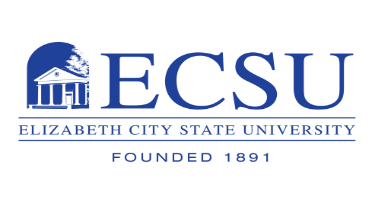 ECSU
ELIZABETH CITY STATE UNIVERSITY
FOUNDED 1891